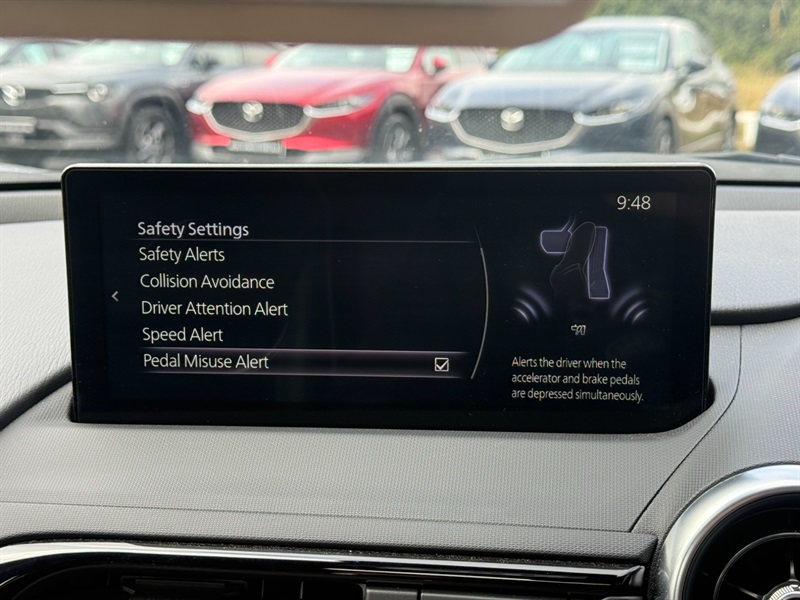 9:48
Safety Settings
Safety Alerts
Collision Avoidance
Driver Attention Alert
Speed Alert
Pedal Misuse Alert
Alerts the driver when the
accelerator and brake pedals
are depressed simultaneously.